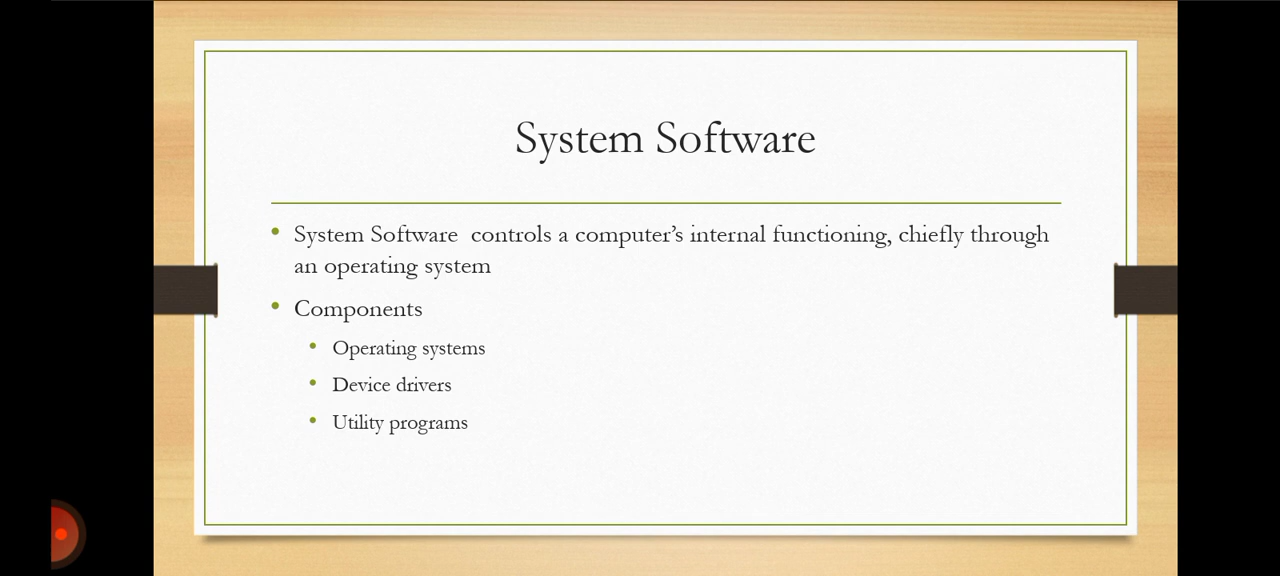 System Software
• System Software  controls a computer’s internal functioning, chiefly through
an operating system
• Components
• Operating systems
• Device drivers
• Utility programs